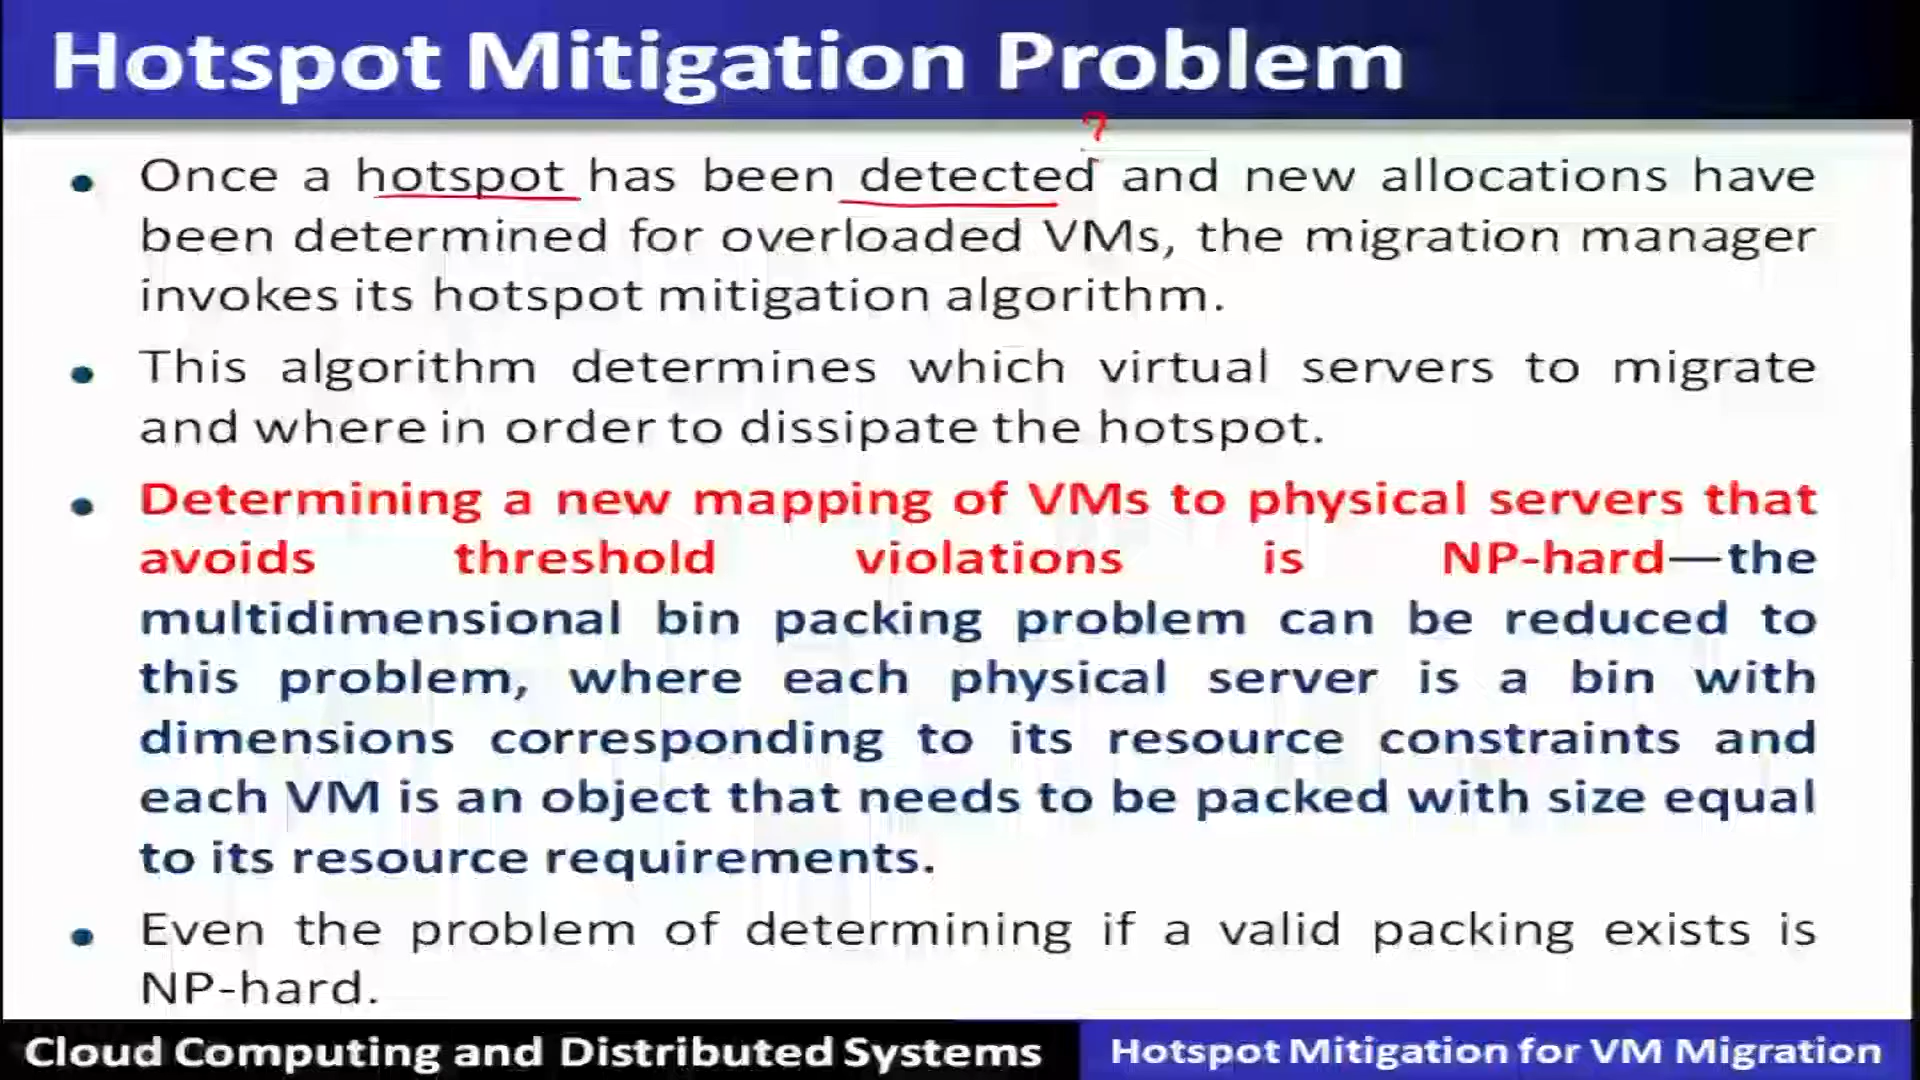 Hotspot Mitigation Problem
?
• Once a hotspot has been detected and new allocations have
been determined for overloaded VMs, the migration manager
invokes its hotspot mitigation algorithm.
• This algorithm determines which virtual servers to migrate
and where in order to dissipate the hotspot.
• Determining a new mapping of VMs to physical servers that
avoids threshold violations is NP-hard—the
multidimensional bin packing problem can be reduced to
this problem, where each physical server is a bin with
dimensions corresponding to its resource constraints and
each VM is an object that needs to be packed with size equal
to its resource requirements.
• Even the problem of determining if a valid packing exists is
NP-hard.
Cloud Computing and Distributed Systems
Hotspot Mitigation for VM Migration